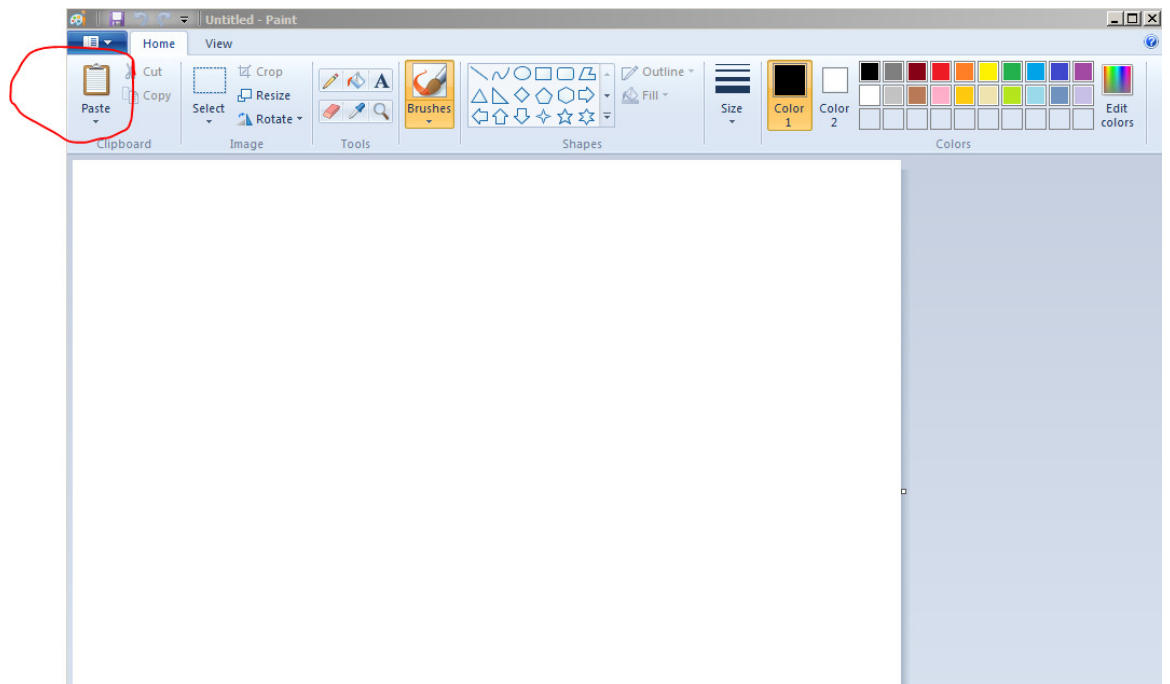 Untitled - Paint
Home View
Cut
Copy
Paste
Clipboard
Select
Crop
Resize
Rotate
Image
A
Tools
Brushes
Outline
Fill
Shapes
Size
Color 1
Color 2
Edit colors
Colors